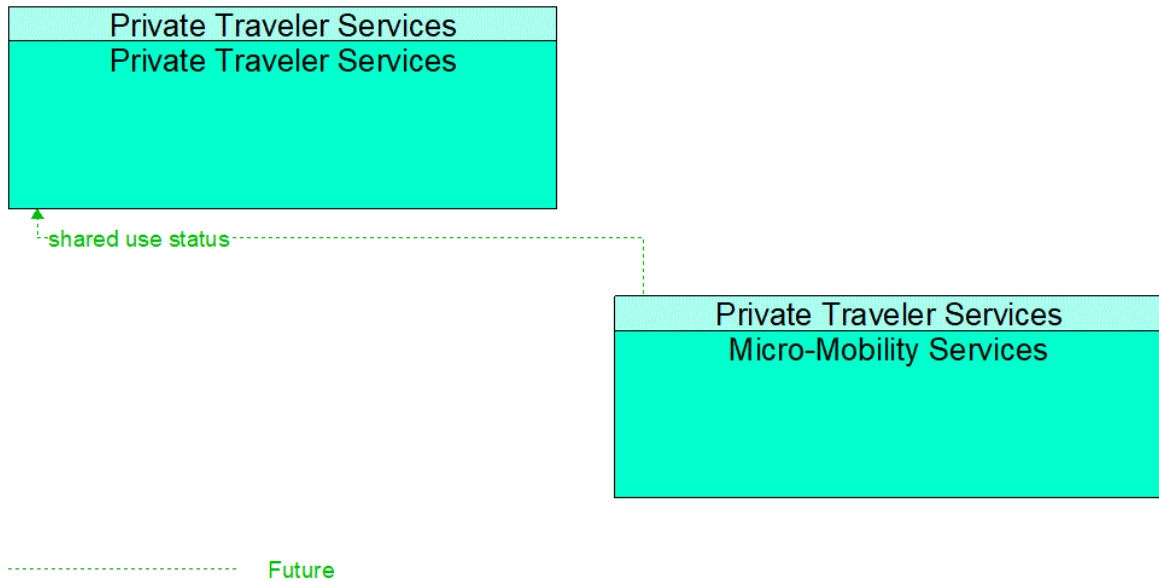 Private Traveler Services
Private Traveler Services
shared use status
Private Traveler Services
Micro-Mobility Services
Future